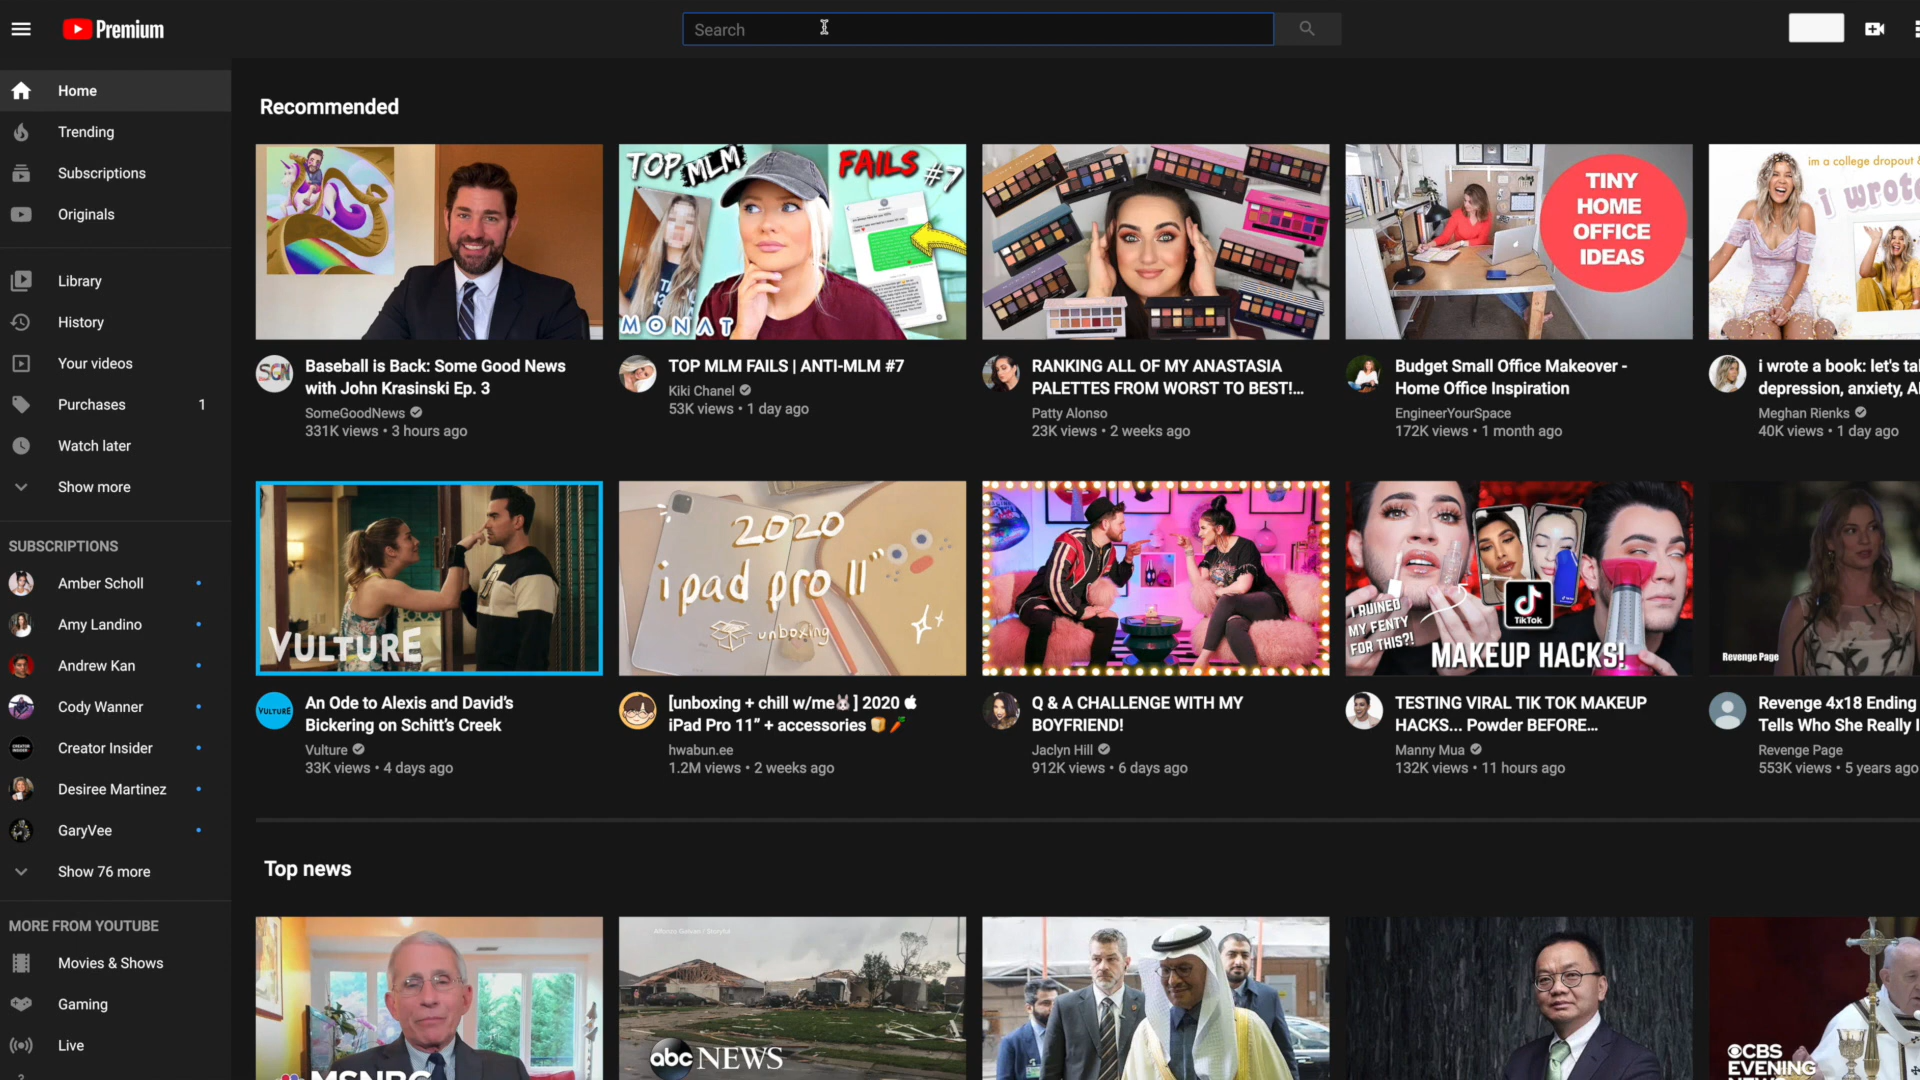 Premium
Search
Home
Trending
Subscriptions
Originals
Library
History
Your videos
Purchases 1
Watch later
Show more
SUBSCRIPTIONS
Amber Scholl
Amy Landino
Andrew Kan
Cody Wanner
Creator Insider
Desiree Martinez
GaryVee
Show 76 more
MORE FROM YOUTUBE
Movies & Shows
Gaming
Live
Recommended
SGN
Baseball is Back: Some Good News
with John Krasinski Ep. 3
SomeGoodNews
331K views • 3 hours ago
TOP MLM FAILS #7
MONAT
TOP MLM FAILS | ANTI-MLM #7
Kiki Chanel
53K views • 1 day ago
RANKING ALL OF MY ANASTASIA
PALETTES FROM WORST TO BEST!...
Patty Alonso
23K views • 2 weeks ago
TINY
HOME
OFFICE
IDEAS
Budget Small Office Makeover -
Home Office Inspiration
EngineerYourSpace
172K views • 1 month ago
im a college dropout &
i wrote
i wrote a book: let's tal
depression, anxiety, A
Meghan Rienks
40K views • 1 day ago
VULTURE
VULTURE
An Ode to Alexis and David's
Bickering on Schitt's Creek
Vulture
33K views • 4 days ago
2020
ipad pro 11"
unboxing
[unboxing + chill w/me🐰] 2020 
iPad Pro 11” + accessories 🍞🥕
hwabun.ee
1.2M views • 2 weeks ago
Q & A CHALLENGE WITH MY
BOYFRIEND!
Jaclyn Hill
912K views • 6 days ago
I RUINED
MY FENTY
FOR THIS?!
TikTok
MAKEUP HACKS!
TESTING VIRAL TIK TOK MAKEUP
HACKS... Powder BEFORE...
Manny Mua
132K views • 11 hours ago
Revenge Page
Revenge 4x18 Ending
Tells Who She Really I
Revenge Page
553K views • 5 years ago
Top news
MSNBC
abc NEWS
CBS
EVENING
NEWS